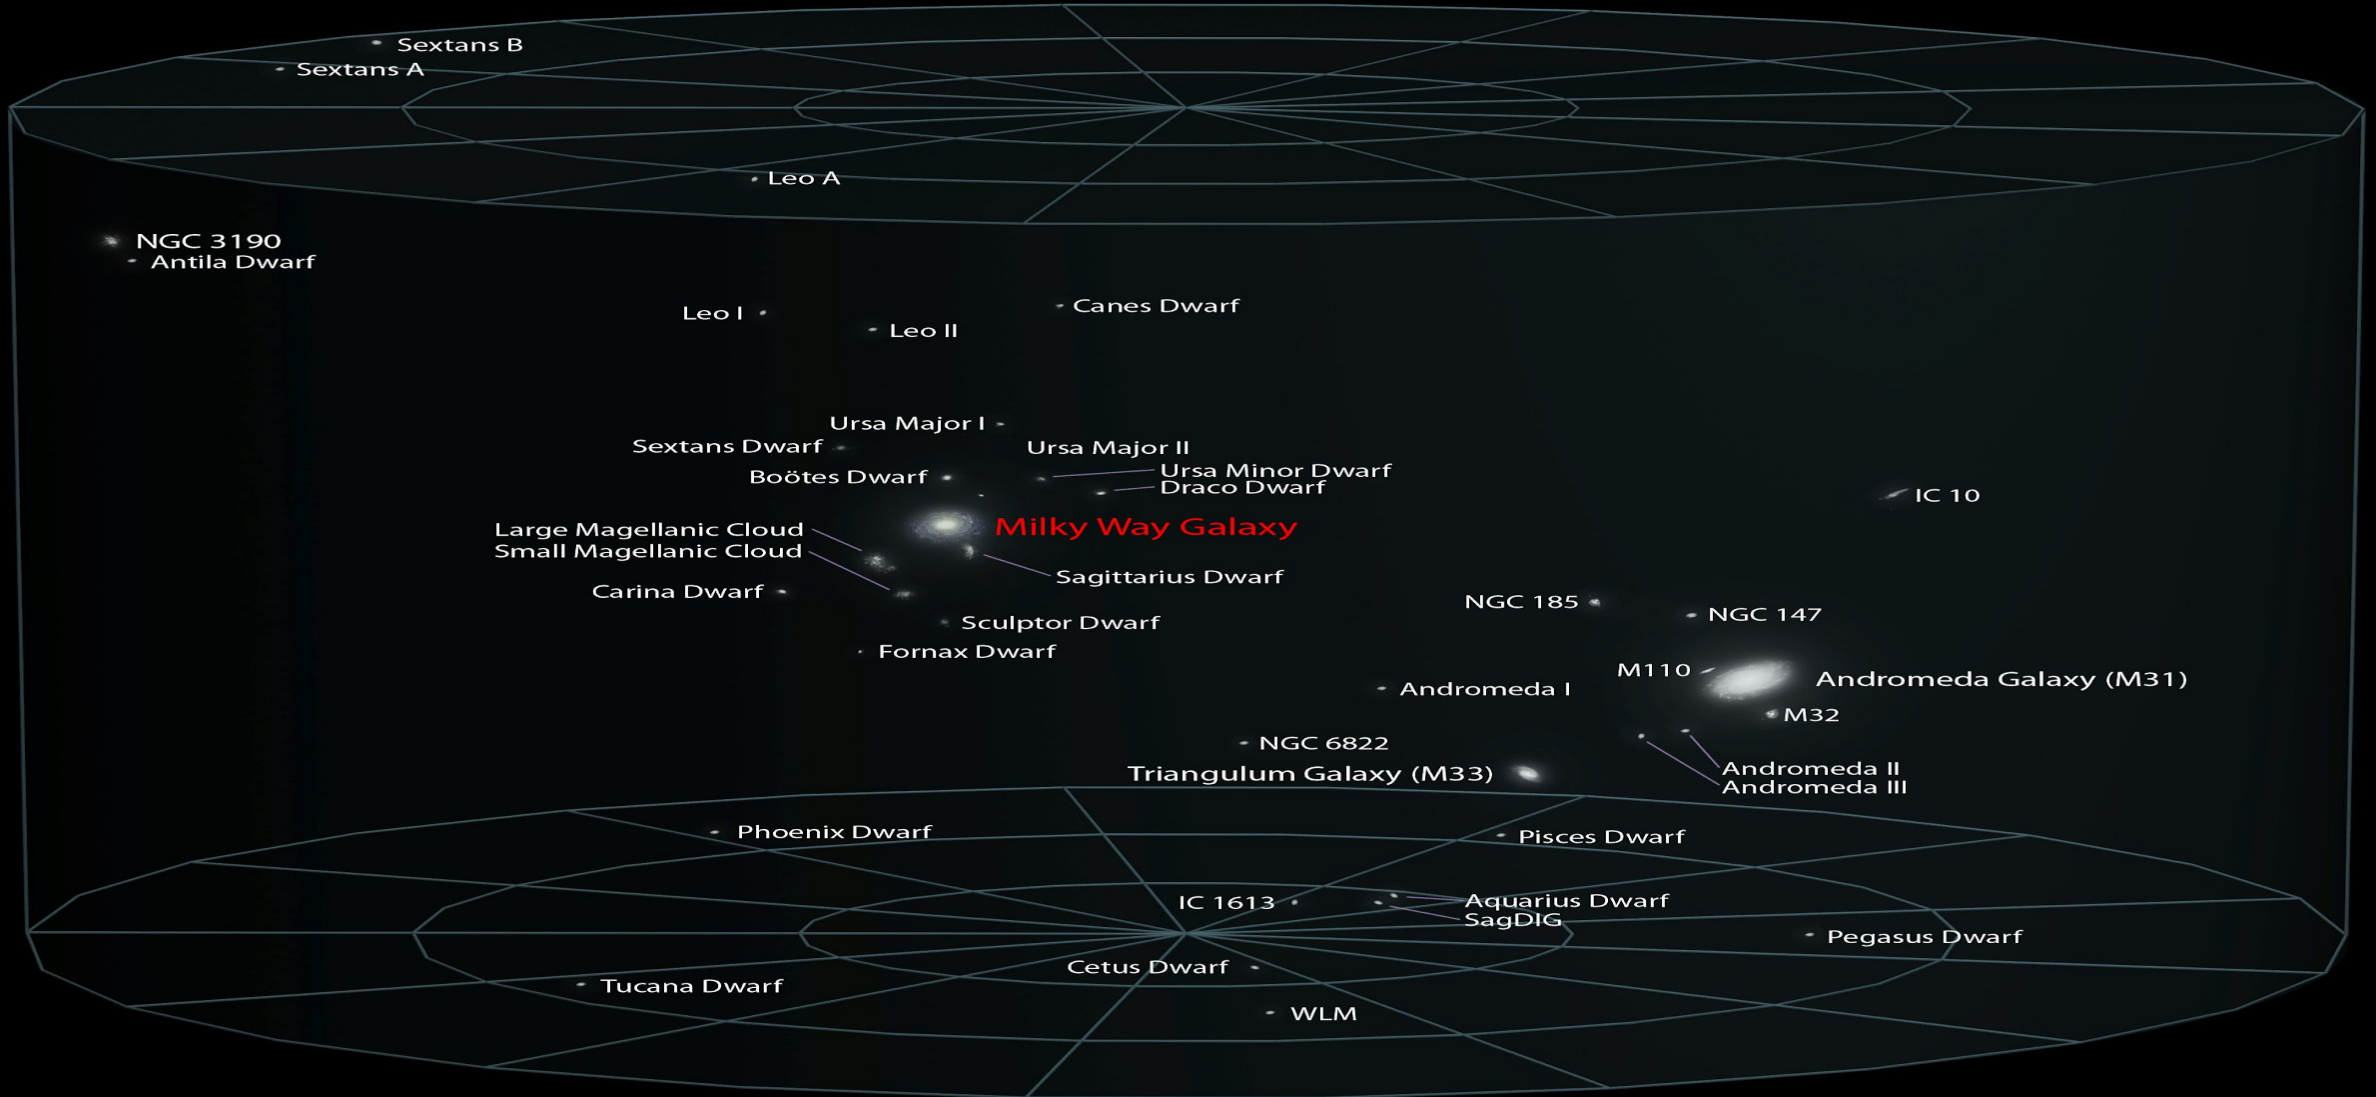 Sextans B
Sextans A
Leo A
NGC 3190
Antila Dwarf
Canes Dwarf
Leo I
Leo II
Ursa Major I
Sextans Dwarf
Ursa Major II
Ursa Minor Dwarf
Boötes Dwarf
Draco Dwarf
IC 10
Milky Way Galaxy
Large Magellanic Cloud
Small Magellanic Cloud
Sagittarius Dwarf
Carina Dwarf
NGC 185
NGC 147
Sculptor Dwarf
Fornax Dwarf
M110
Andromeda Galaxy (M31)
Andromeda I
M32
NGC 6822
Triangulum Galaxy (M33)
Andromeda II
Andromeda III
Phoenix Dwarf
Pisces Dwarf
IC 1613
Aquarius Dwarf
SagDIG
Pegasus Dwarf
Cetus Dwarf
Tucana Dwarf
WLM